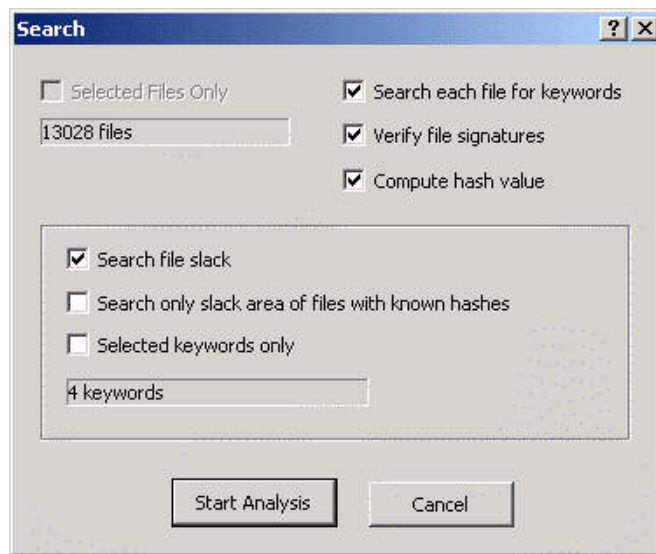 Search
Selected Files Only
13028 files
Search each file for keywords
Verify file signatures
Compute hash value
Search file slack
Search only slack area of files with known hashes
Selected keywords only
4 keywords
Start Analysis
Cancel